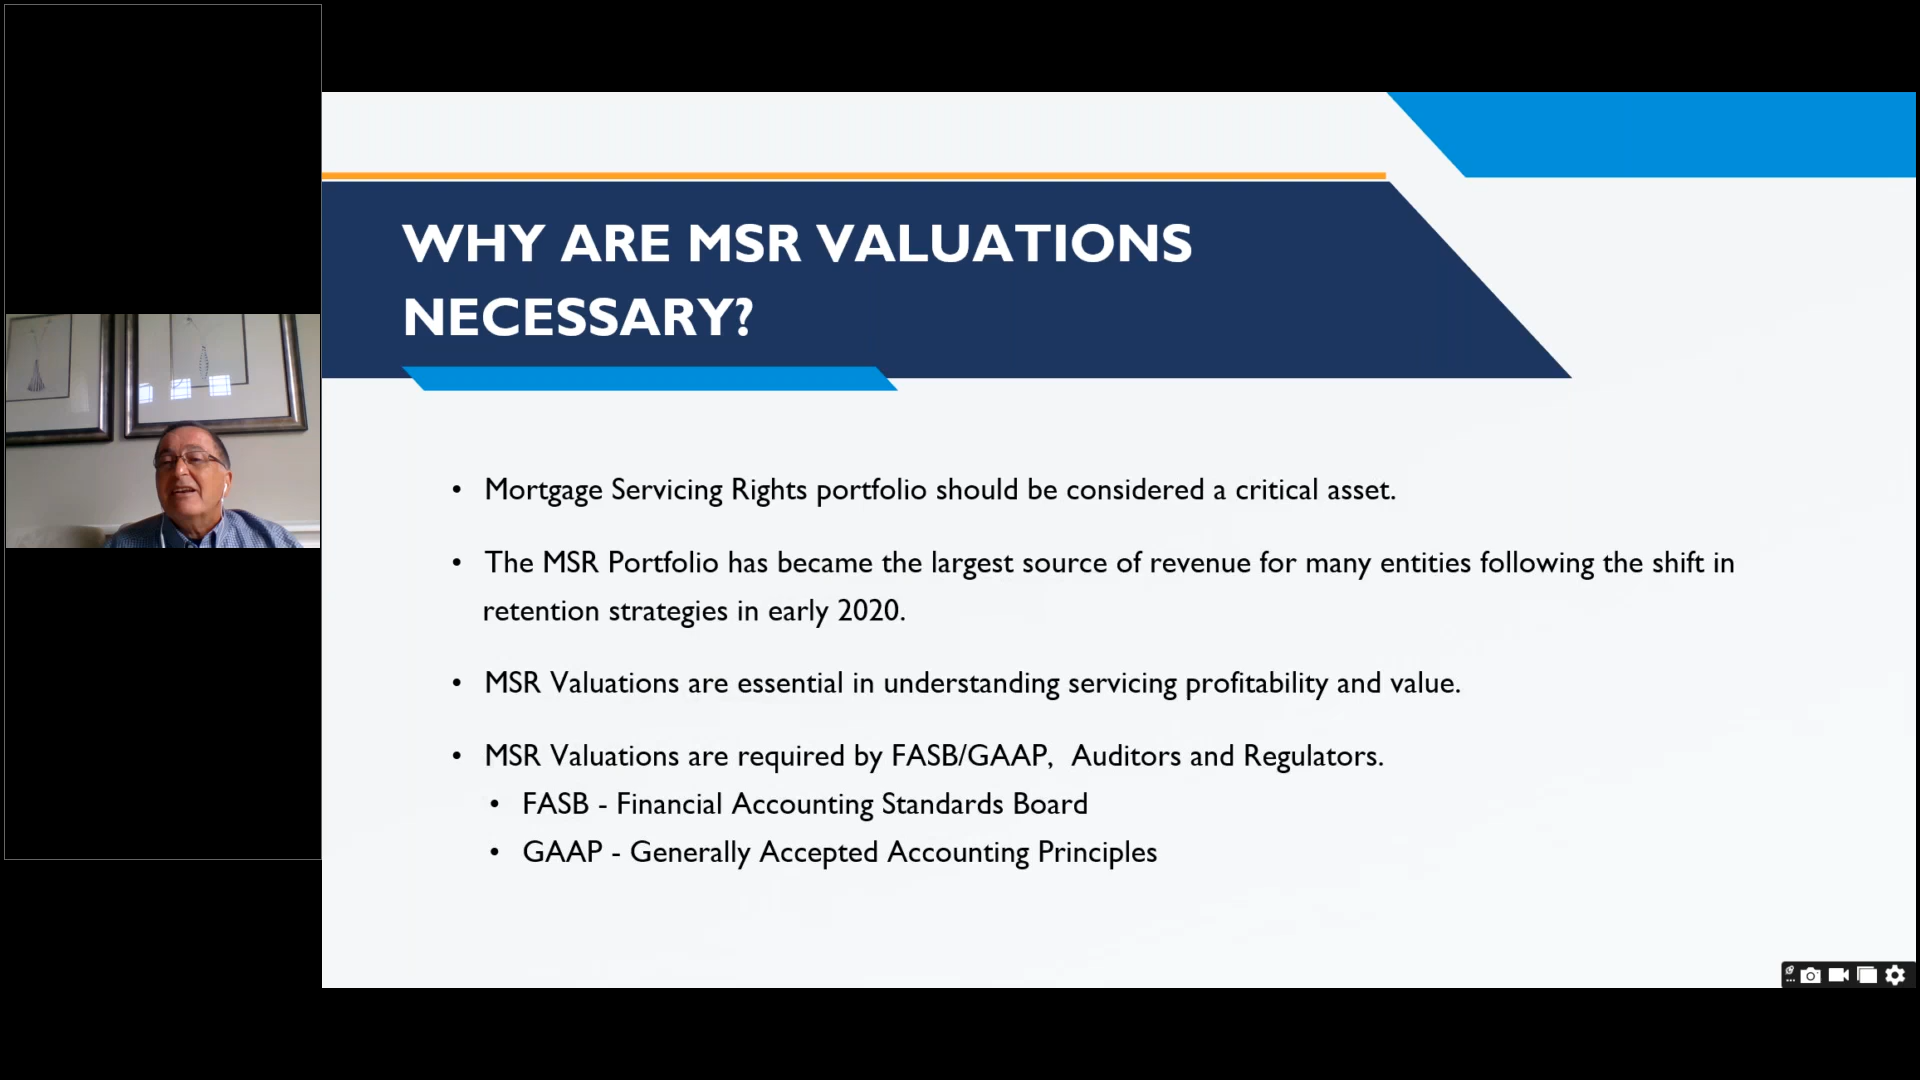 WHY ARE MSR VALUATIONS
NECESSARY?
• Mortgage Servicing Rights portfolio should be considered a critical asset.
• The MSR Portfolio has became the largest source of revenue for many entities following the shift in
retention strategies in early 2020.
• MSR Valuations are essential in understanding servicing profitability and value.
• MSR Valuations are required by FASB/GAAP,  Auditors and Regulators.
• FASB - Financial Accounting Standards Board
• GAAP - Generally Accepted Accounting Principles